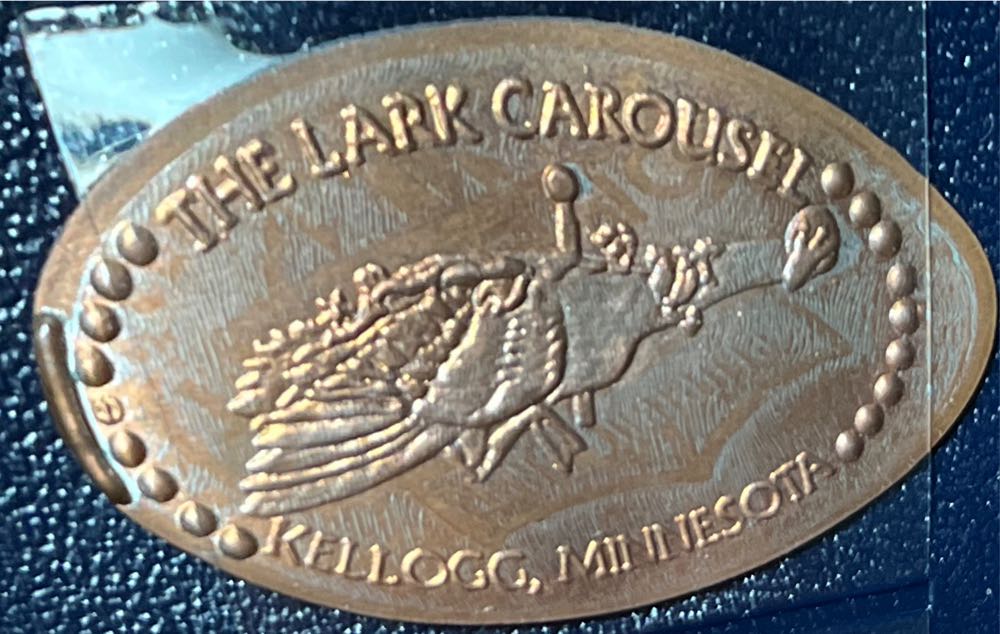 THE LARK CAROUSEL
KELLOGG, MINNESOTA